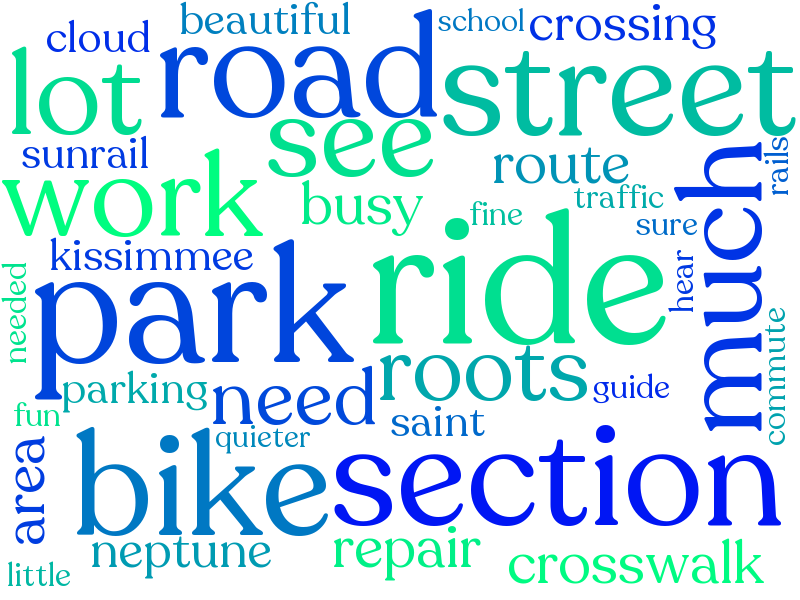 beautiful
school
crossing
cloud
road
lot
street
see
sunrail
route
rails
work
busy
traffic
fine
sure
much
kissimmee
ride
hear
needed
park
roots
commute
parking
need
guide
fun
saint
quieter
area
bike
section
neptune
repair
crosswalk
little